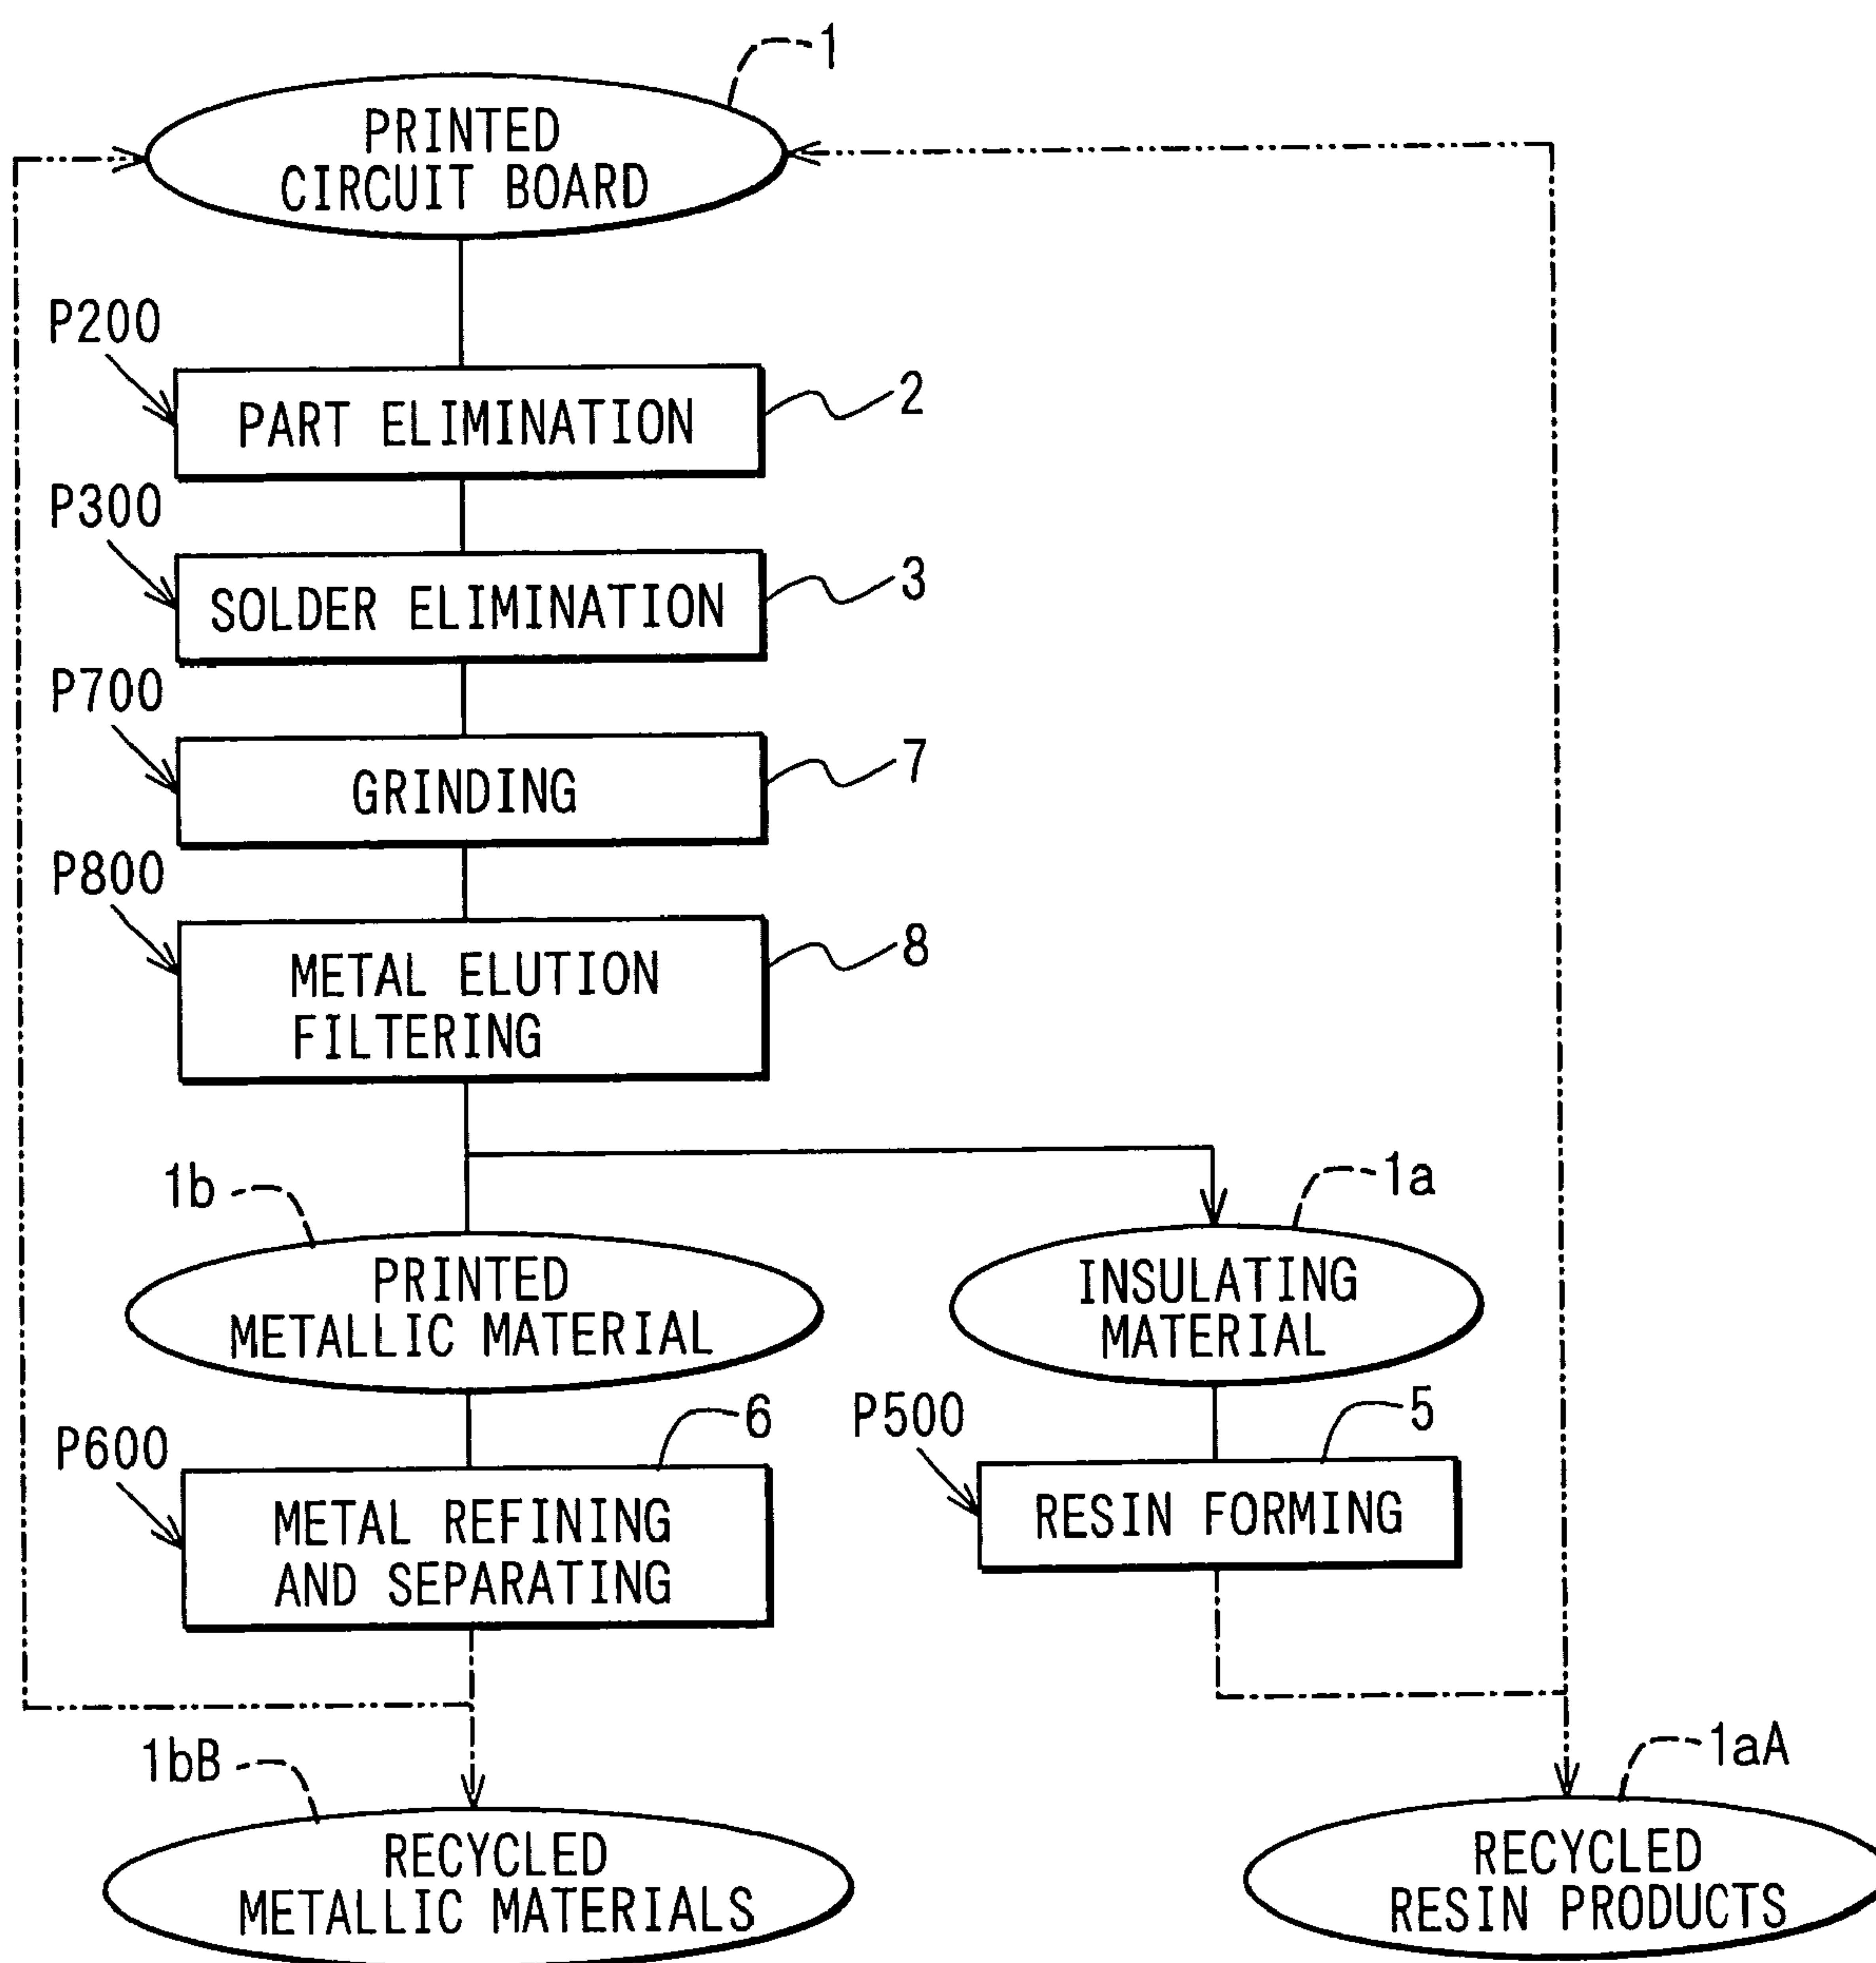 1
PRINTED
CIRCUIT BOARD
P200
PART ELIMINATION
2
P300
SOLDER ELIMINATION
3
P700
GRINDING
7
P800
METAL ELUTION
FILTERING
8
1b
PRINTED
METALLIC MATERIAL
1a
INSULATING
MATERIAL
P600
6
METAL REFINING
AND SEPARATING
P500
5
RESIN FORMING
1bB
RECYCLED
METALLIC MATERIALS
1aA
RECYCLED
RESIN PRODUCTS